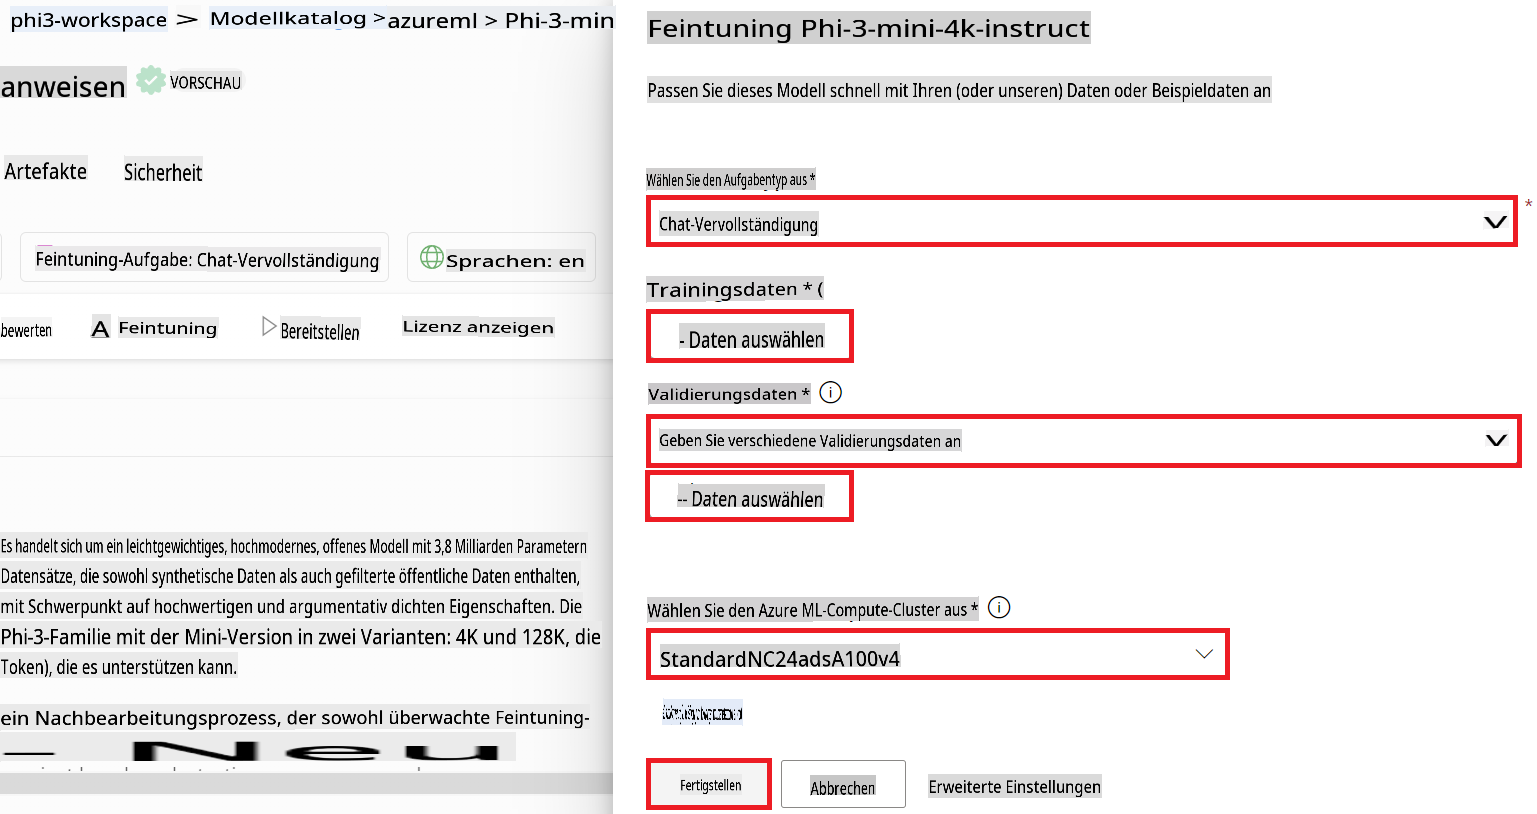 phi3-workspace > Modellkatalog > azureml > Phi-3-min
anweisen VORSCHAU
Artefakte Sicherheit
Feintuning-Aufgabe: Chat-Vervollständigung Sprachen: en
bewerten Feintuning Bereitstellen Lizenz anzeigen
Es handelt sich um ein leichtgewichtiges, hochmodernes, offenes Modell mit 3,8 Milliarden Parametern
Datensätze, die sowohl synthetische Daten als auch gefilterte öffentliche Daten enthalten,
mit Schwerpunkt auf hochwertigen und argumentativ dichten Eigenschaften. Die
Phi-3-Familie mit der Mini-Version in zwei Varianten: 4K und 128K, die
Token), die es unterstützen kann.
ein Nachbearbeitungsprozess, der sowohl überwachte Feintuning-
– Neu
Feintuning Phi-3-mini-4k-instruct
Passen Sie dieses Modell schnell mit Ihren (oder unseren) Daten oder Beispieldaten an
Wählen Sie den Aufgabentyp aus *
Chat-Vervollständigung
*
Trainingsdaten * (
- Daten auswählen
Validierungsdaten *
Geben Sie verschiedene Validierungsdaten an
-- Daten auswählen
Wählen Sie den Azure ML-Compute-Cluster aus *
StandardNC24adsA100v4
Fertigstellen Abbrechen Erweiterte Einstellungen